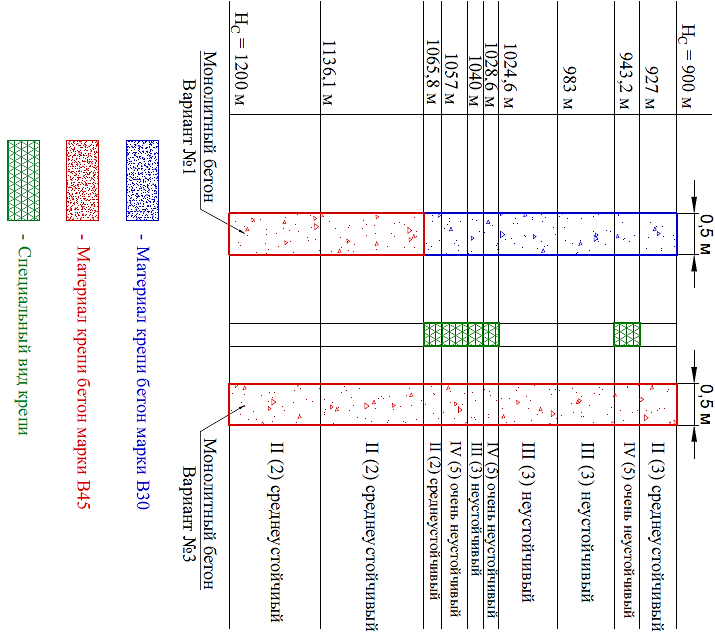 Hс = 900 м
0,5 м
0,5 м
II (3) среднеустойчивый
927 м
IV (5) очень неустойчивый
943,2 м
III (3) неустойчивый
983 м
III (3) неустойчивый
1024,6 м
IV (5) очень неустойчивый
1028,6 м
III (3) неустойчивый
1040 м
IV (5) очень неустойчивый
1057 м
II (2) среднеустойчивый
1065,8 м
II (2) среднеустойчивый
1136,1 м
II (2) среднеустойчивый
Hс = 1200 м
Монолитный бетон
Вариант №1
Монолитный бетон
Вариант №3
- Материал крепи бетон марки В30
- Материал крепи бетон марки В45
- Специальный вид крепи